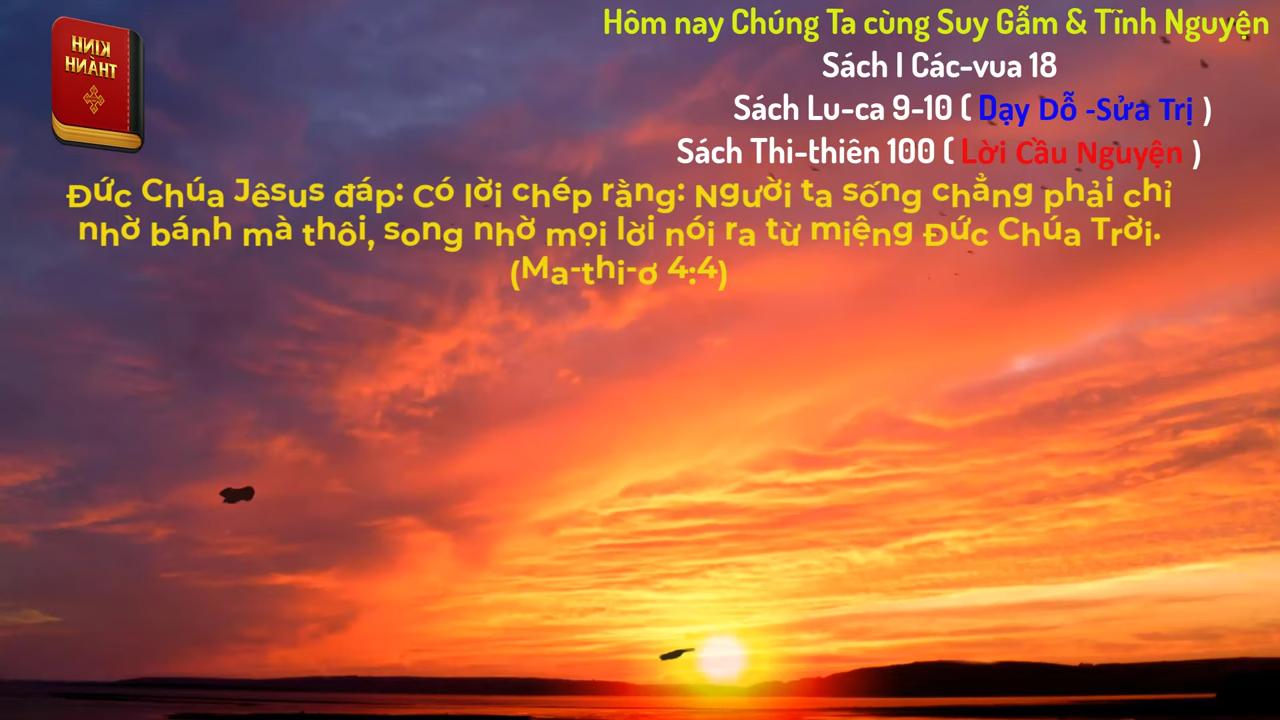 KINH
THÁNH
Hôm nay Chúng Ta cùng Suy Gẫm & Tĩnh Nguyện
Sách I Các-vua 18
Sách Lu-ca 9-10 ( Dạy Dỗ -Sửa Trị )
Sách Thi-thiên 100 ( Lời Cầu Nguyện )
Đức Chúa Jêsus đáp: Có lời chép rằng: Người ta sống chẳng phải chỉ
nhờ bánh mà thôi, song nhờ mọi lời nói ra từ miệng Đức Chúa Trời.
(Ma-thi-ơ 4:4)